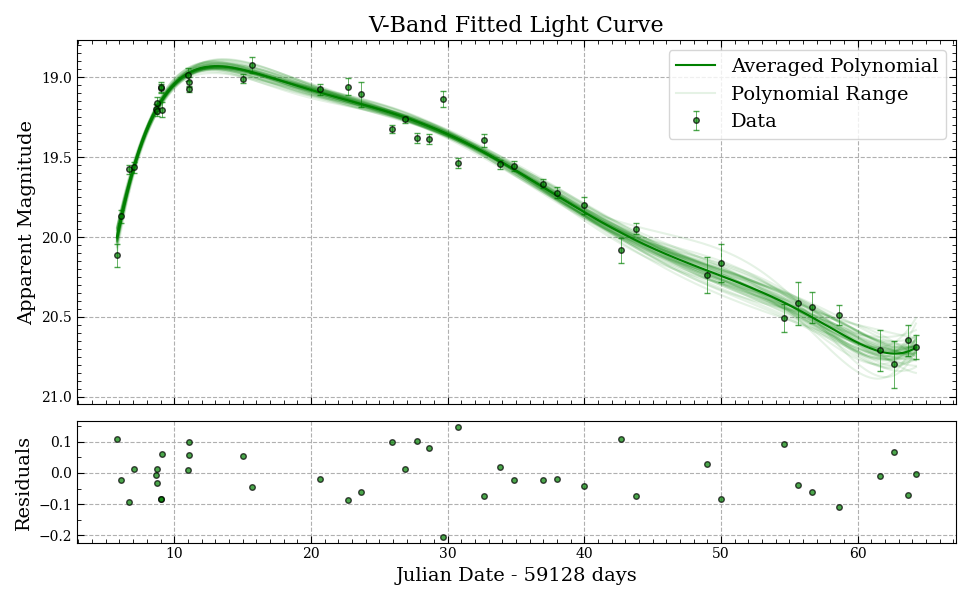 V-Band Fitted Light Curve
Apparent Magnitude
19.0
19.5
20.0
20.5
21.0
Averaged Polynomial
Polynomial Range
Data
Residuals
0.1
0.0
−0.1
−0.2
10
20
30
40
50
60
Julian Date - 59128 days